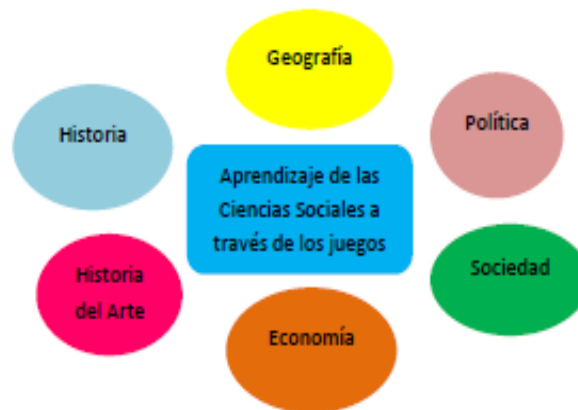 Geografía
Historia
Política
Aprendizaje de las
Ciencias Sociales a
través de los juegos
Historia
del Arte
Sociedad
Economía